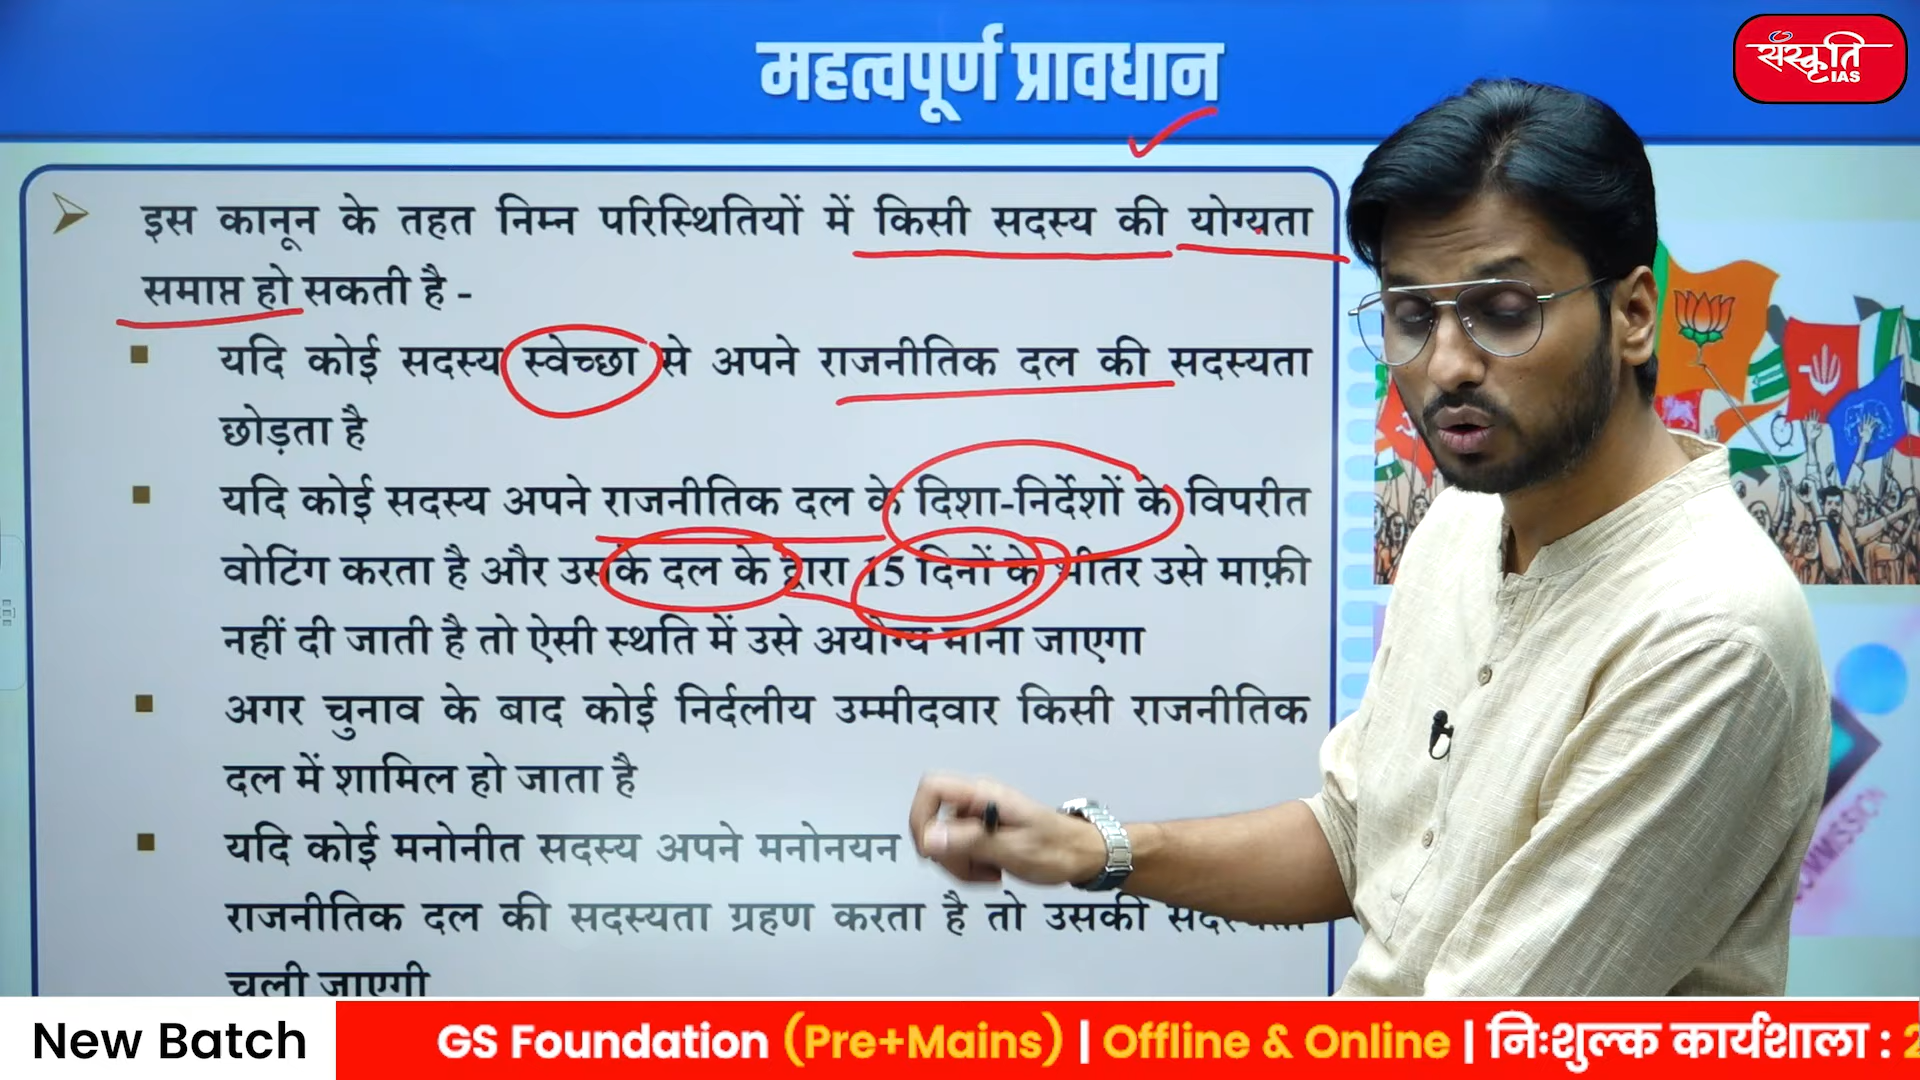 महत्वपूर्ण प्रावधान
संस्कृति
IAS
इस कानून के तहत निम्न परिस्थितियों में किसी सदस्य की योग्यता
समाप्त हो सकती है -
यदि कोई सदस्य स्वेच्छा से अपने राजनीतिक दल की सदस्यता
छोड़ता है
यदि कोई सदस्य अपने राजनीतिक दल के दिशा-निर्देशों के विपरीत
वोटिंग करता है और उसके दल के द्वारा 15 दिनों के भीतर उसे माफ़ी
नहीं दी जाती है तो ऐसी स्थति में उसे अयोग्य माना जाएगा
अगर चुनाव के बाद कोई निर्दलीय उम्मीदवार किसी राजनीतिक
दल में शामिल हो जाता है
यदि कोई मनोनीत सदस्य अपने मनोनयन
राजनीतिक दल की सदस्यता ग्रहण करता है तो उसकी
चली जाएगी
New Batch
GS Foundation (Pre+Mains) | Offline & Online | निःशुल्क कार्यशाला : 2